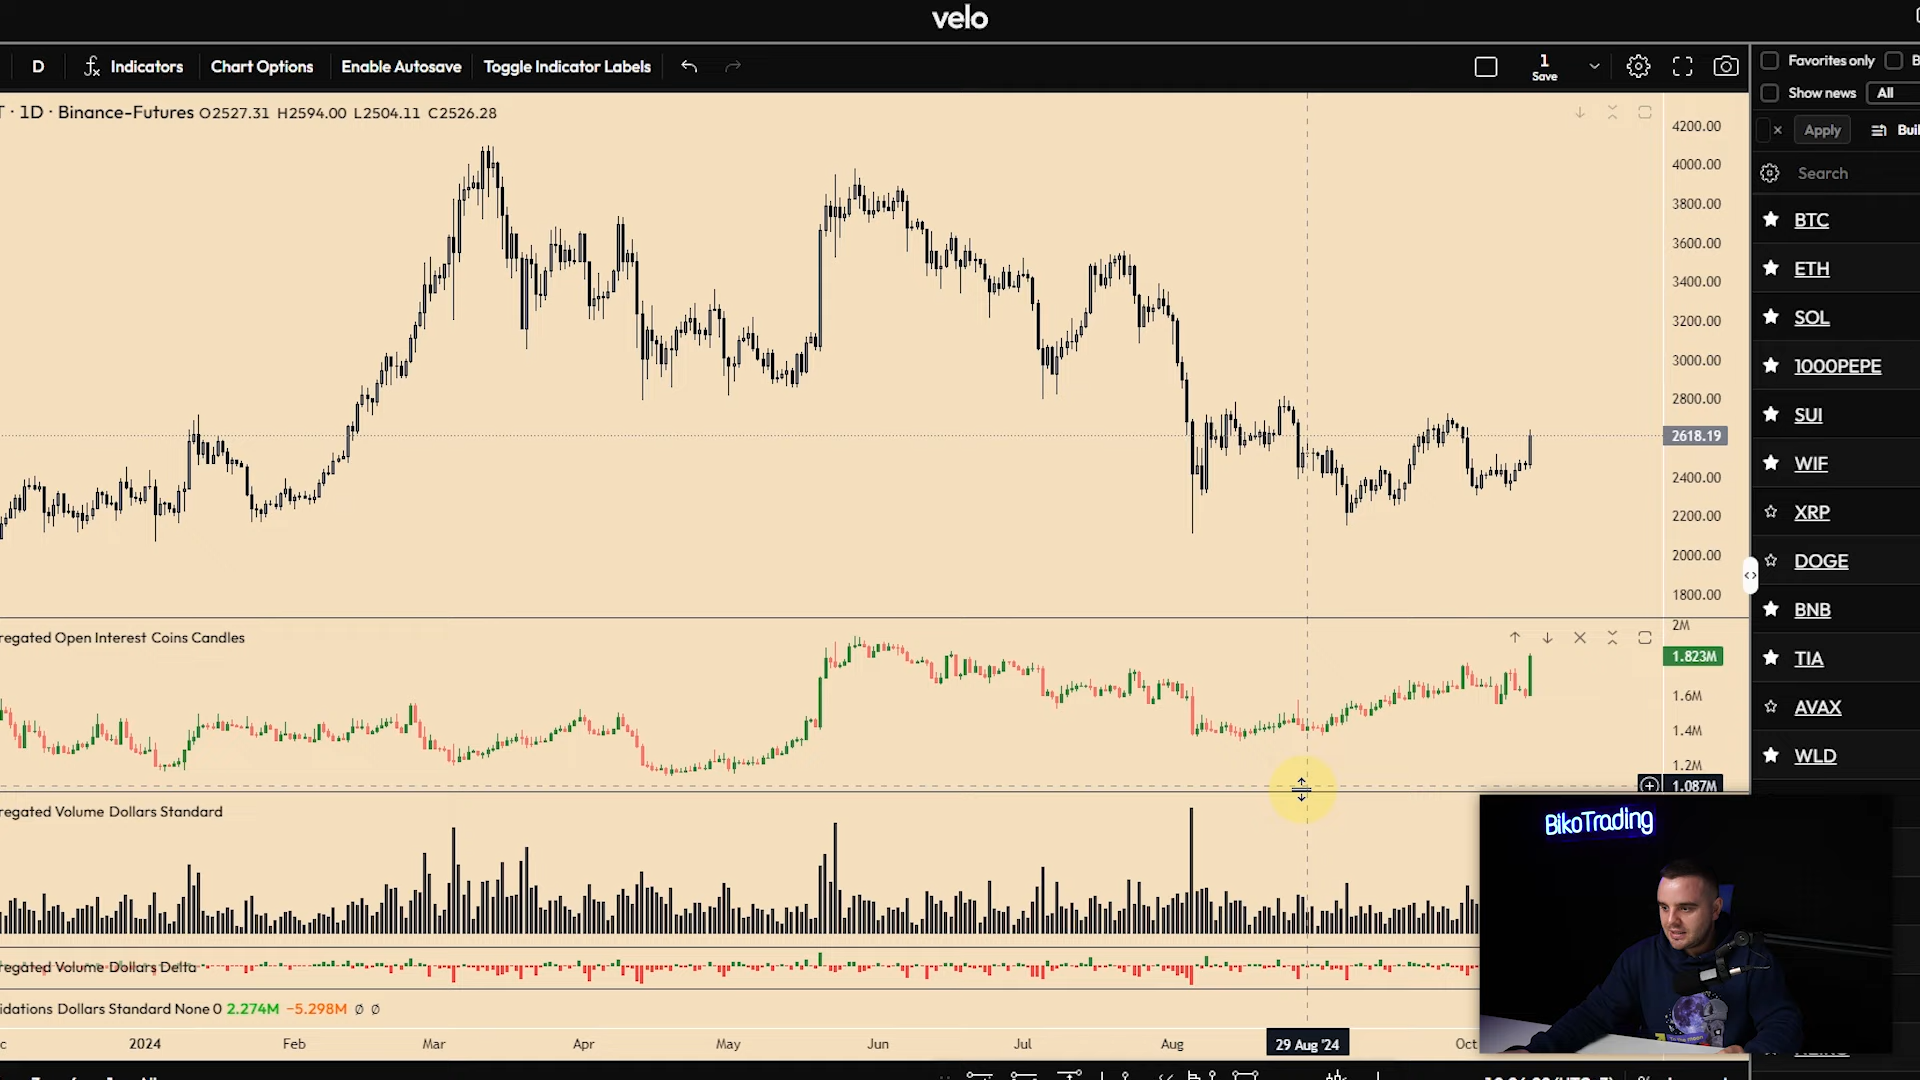 velo
D Indicators Chart Options Enable Autosave Toggle Indicator Labels 1 Save
Favorites only B
Show news All
× Apply Buil
Search
T · 1D · Binance-Futures O2527.31 H2594.00 L2504.11 C2526.28
4200.00
4000.00
3800.00
3600.00
3400.00
3200.00
3000.00
2800.00
2618.19
2400.00
2200.00
2000.00
1800.00
BTC
ETH
SOL
1000PEPE
SUI
WIF
XRP
DOGE
BNB
TIA
AVAX
WLD
regated Open Interest Coins Candles
2M
1.823M
1.6M
1.4M
1.2M
1.087M
regated Volume Dollars Standard
BikoTrading
regated Volume Dollars Delta
idations Dollars Standard None 0 2.274M −5.298M ∅ ∅
c 2024 Feb Mar Apr May Jun Jul Aug 29 Aug '24 Oct